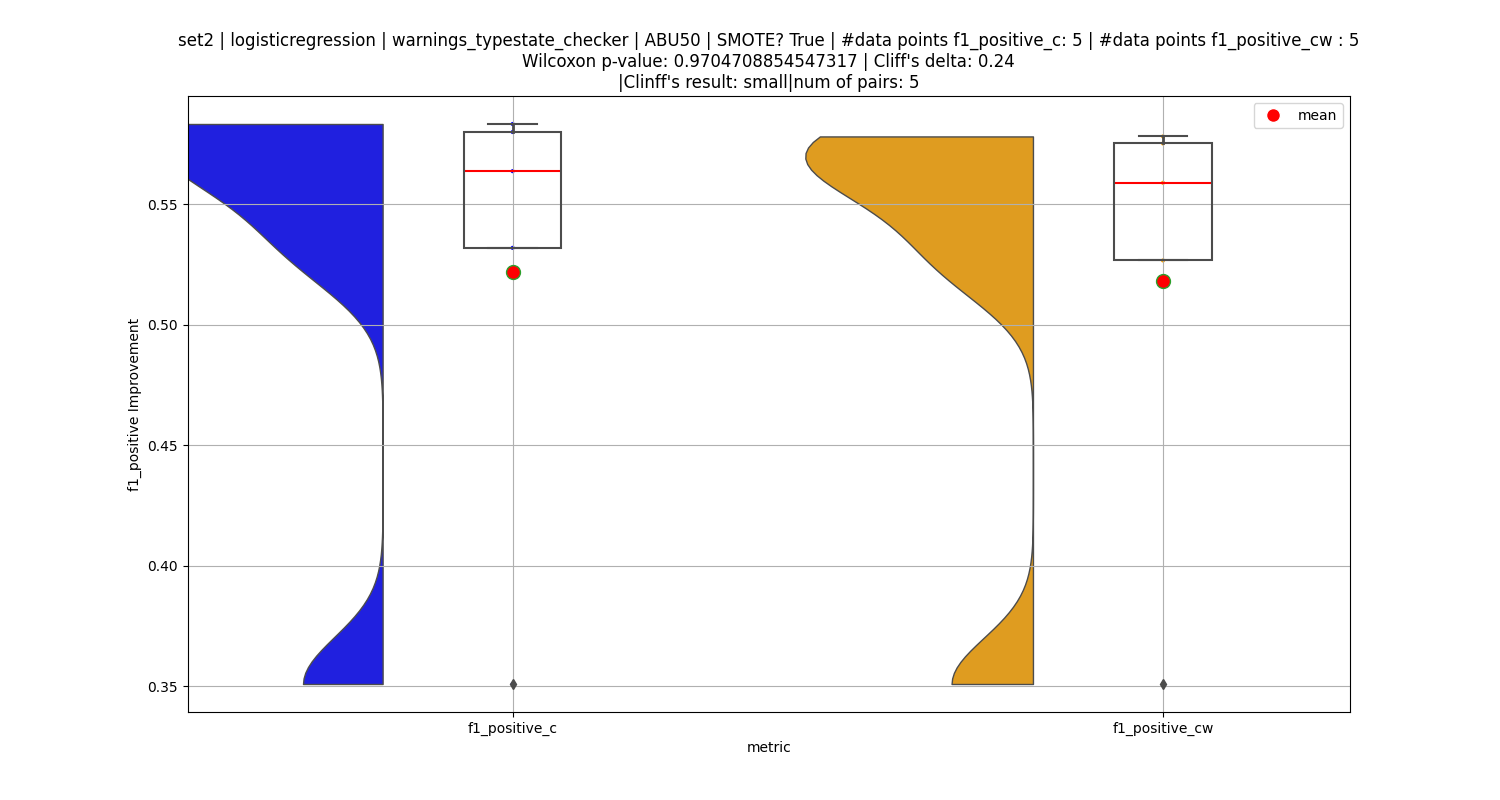 set2 | logisticregression | warnings_typestate_checker | ABU50 | SMOTE? True | #data points f1_positive_c: 5 | #data points f1_positive_cw : 5
Wilcoxon p-value: 0.9704708854547317 | Cliff's delta: 0.24
|Clinff's result: small|num of pairs: 5
mean
0.55
0.50
0.45
0.40
0.35
f1_positive Improvement
f1_positive_c
f1_positive_cw
metric